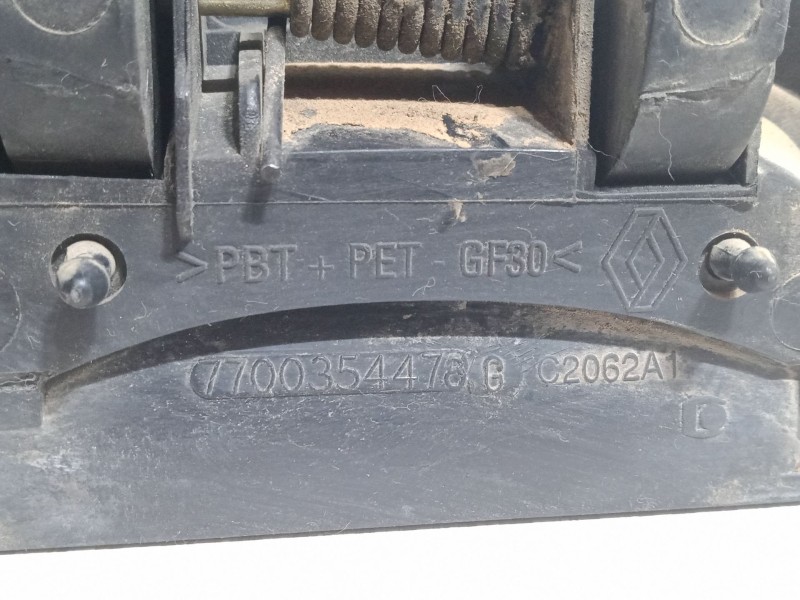 >PBT + PET - GF30<
7700354478 G C2062A1